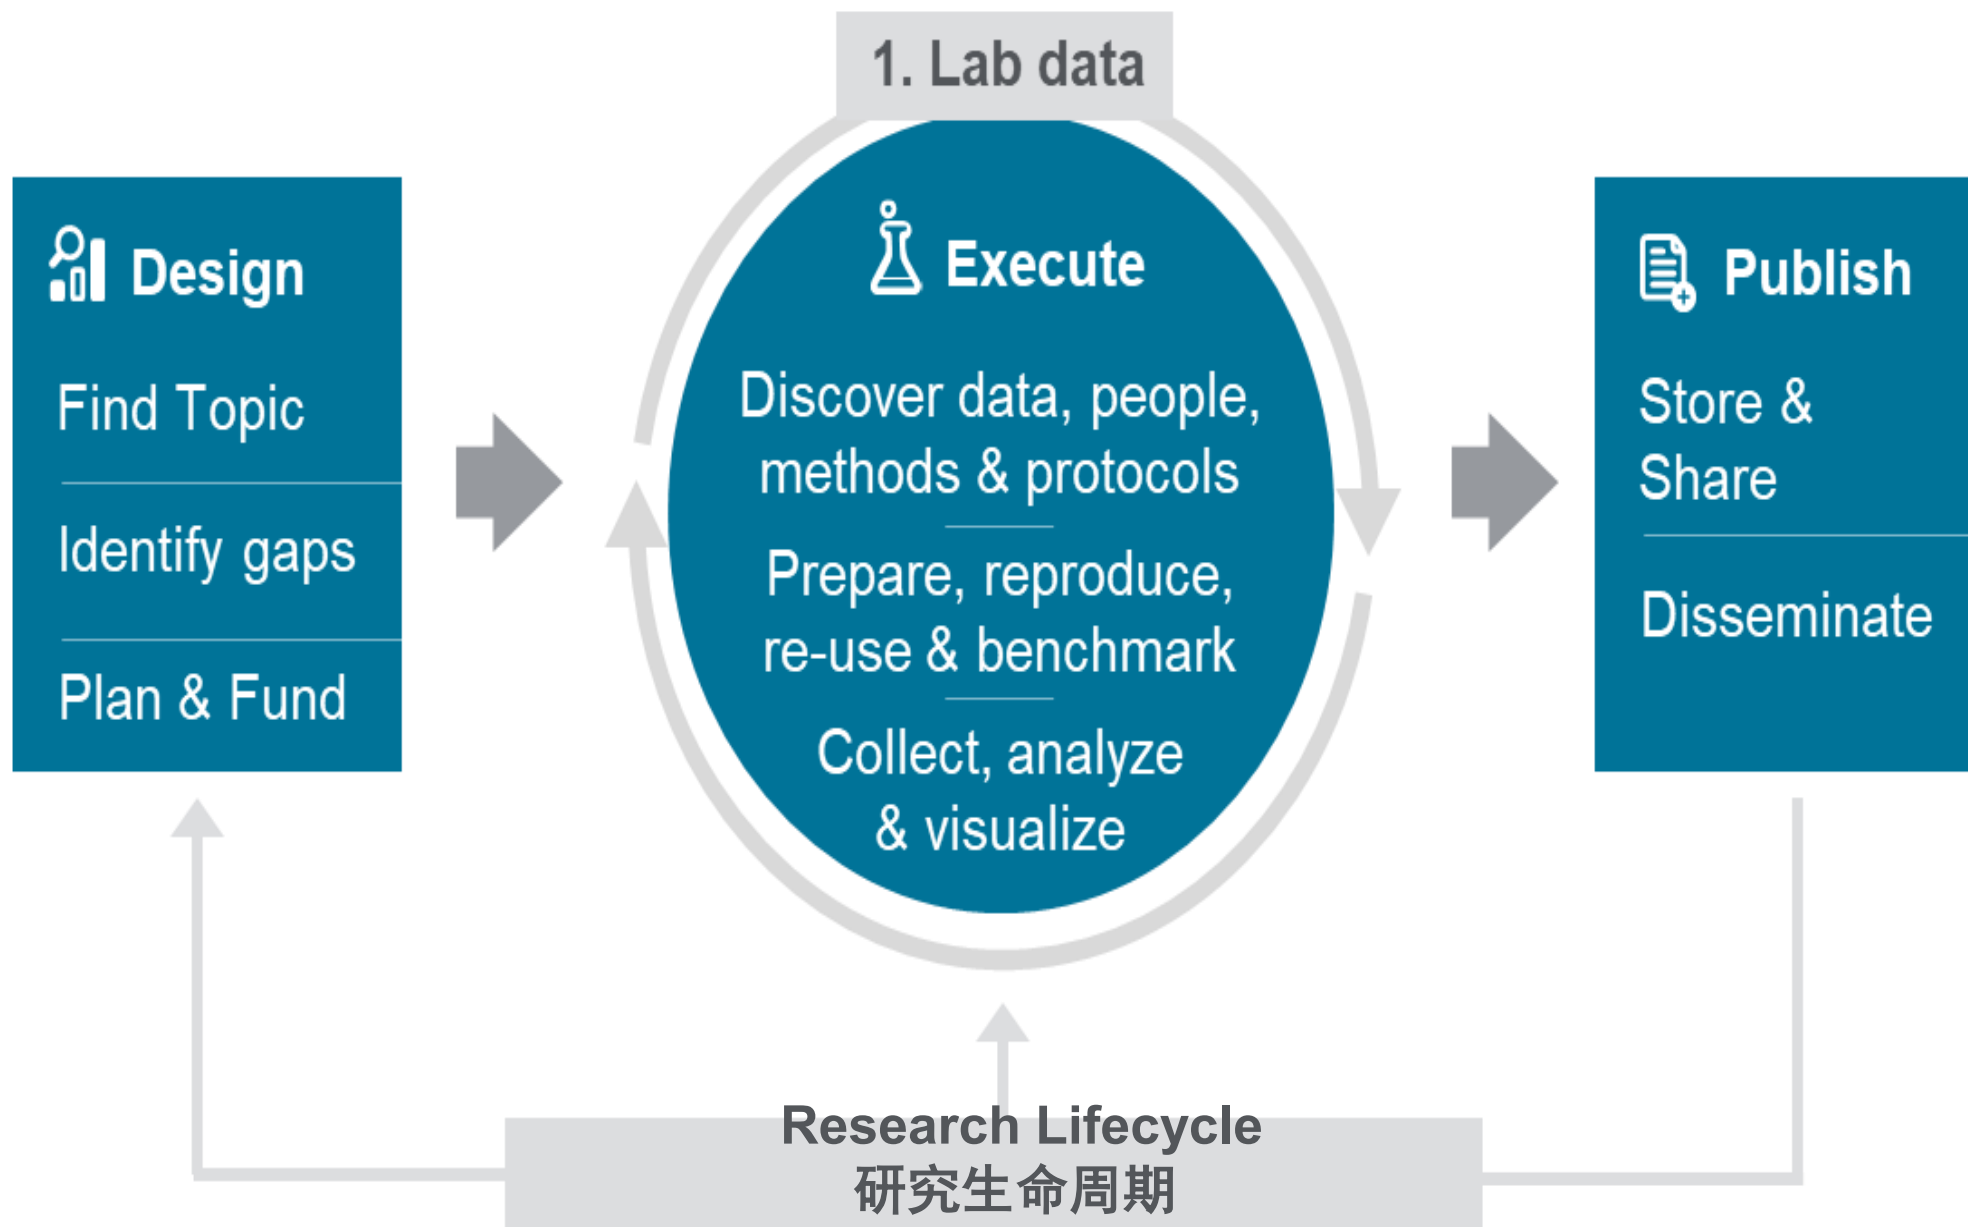 1. Lab data
Design
Find Topic
Identify gaps
Plan & Fund
Execute
Discover data, people,
methods & protocols
Prepare, reproduce,
re-use & benchmark
Collect, analyze
& visualize
Publish
Store &
Share
Disseminate
Research Lifecycle
研究生命周期